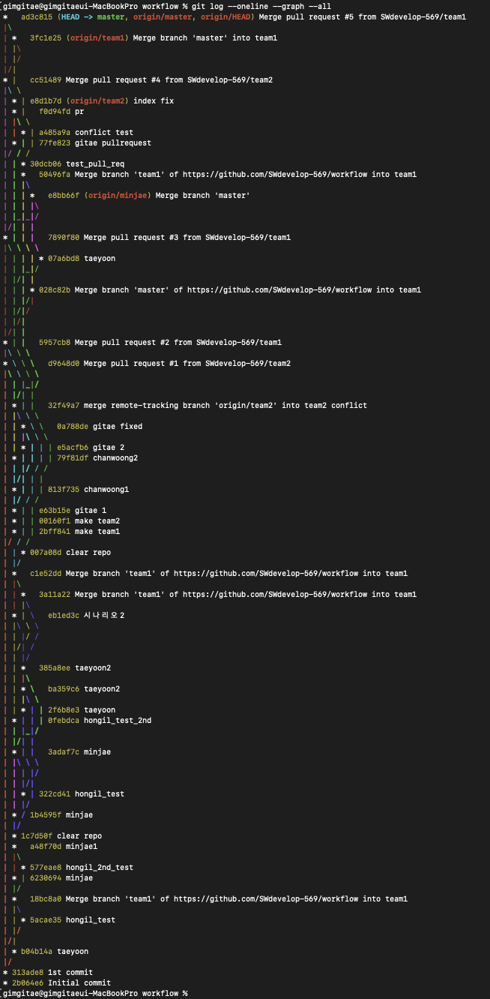 gimgitae@gimgitaeui-MacBookPro workflow % git log --oneline --graph --all
* ad3c815 (HEAD -> master, origin/master, origin/HEAD) Merge pull request #5 from SWdevelop-569/team1
|\
| * 3fc1e25 (origin/team1) Merge branch 'master' into team1
| |\
| |/
|/|
* | cc51489 Merge pull request #4 from SWdevelop-569/team2
|\ \
| * | e8d1b7d (origin/team2) index fix
| * | f0d94fd pr
| |\ \
| | * | a485a9a conflict test
| * | | 77fe823 gitae pullrequest
|/ / /
| | * 30dcb06 test_pull_req
| | * 50496fa Merge branch 'team1' of https://github.com/SWdevelop-569/workflow into team1
| | |\
| | | * e8bb66f (origin/minjae) Merge branch 'master'
| | | |\
| |_|_|/
|/| | |
* | | | 7890f80 Merge pull request #3 from SWdevelop-569/team1
|\ \ \ \
| | | | * 07a6bd8 taeyoon
| | |_|/
| |/| |
| | | * 028c82b Merge branch 'master' of https://github.com/SWdevelop-569/workflow into team1
| | |/|
| |/|/
| |/|
|/| |
* | | 5957cb8 Merge pull request #2 from SWdevelop-569/team1
|\ \ \
* \ \ \ d9648d0 Merge pull request #1 from SWdevelop-569/team2
|\ \ \ \
| | |_|/
| |/| |
| * | | 32f49a7 merge remote-tracking branch 'origin/team2' into team2 conflict
| |\ \ \
| | * \ \ 0a788de gitae fixed
| | |\ \ \
| | * | | | e5acfb6 gitae 2
| * | | | | 79f81df chanwoong2
| | |/ / /
| |/| | |
| * | | | 813f735 chanwoong1
| |/ / /
| * | | e63b15e gitae 1
| * | | 00160f1 make team2
| * | | 2bff841 make team1
|/ / /
| | * 007a08d clear repo
| |/
| * c1e52dd Merge branch 'team1' of https://github.com/SWdevelop-569/workflow into team1
| |\
| | * 3a11a22 Merge branch 'team1' of https://github.com/SWdevelop-569/workflow into team1
| | |\
| * | \ eb1ed3c 시나리오2
| |\ \ \
| | |/ /
| |/| /
| | |/
| | * 385a8ee taeyoon2
| | |\
| | * \ ba359c6 taeyoon2
| | |\ \
| | * | | 2f6b8e3 taeyoon
| * | | | 0febdca hongil_test_2nd
| | |_|/
| |/| |
| * | | 3adaf7c minjae
| |\ \ \
| | | |/
| | |/|
| | * | 322cd41 hongil_test
| | |/
| * / 1b4595f minjae
| |/
| * 1c7d50f clear repo
| * a48f70d minjae1
| |\
| | * 577eae8 hongil_2nd_test
| * | 6230694 minjae
| |/
| * 18bc8a0 Merge branch 'team1' of https://github.com/SWdevelop-569/workflow into team1
| |\
| | * 5acae35 hongil_test
| |/
|/|
| * b04b14a taeyoon
|/
* 313ade8 1st commit
* 2b064e6 Initial commit
gimgitae@gimgitaeui-MacBookPro workflow %